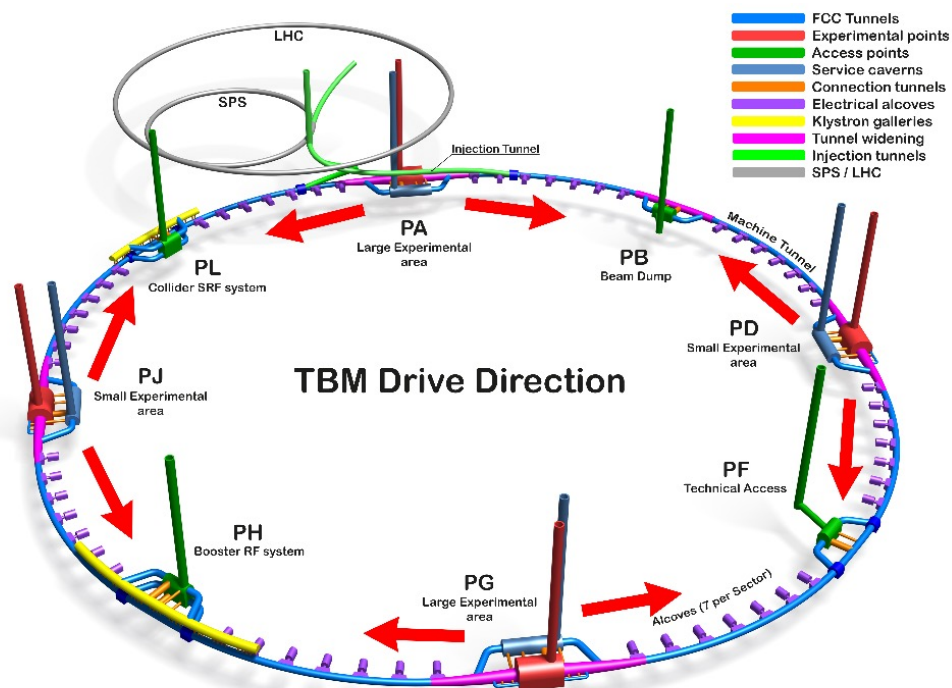 LHC
SPS
Injection Tunnel
FCC Tunnels
Experimental points
Access points
Service caverns
Connection tunnels
Electrical alcoves
Klystron galleries
Tunnel widening
Injection tunnels
SPS / LHC
PA
Large Experimental
area
PB
Beam Dump
Machine Tunnel
PL
Collider SRF system
PD
Small Experimental
area
PJ
Small Experimental
area
TBM Drive Direction
PF
Technical Access
PH
Booster RF system
PG
Large Experimental
area
Alcoves (7 per Sector)